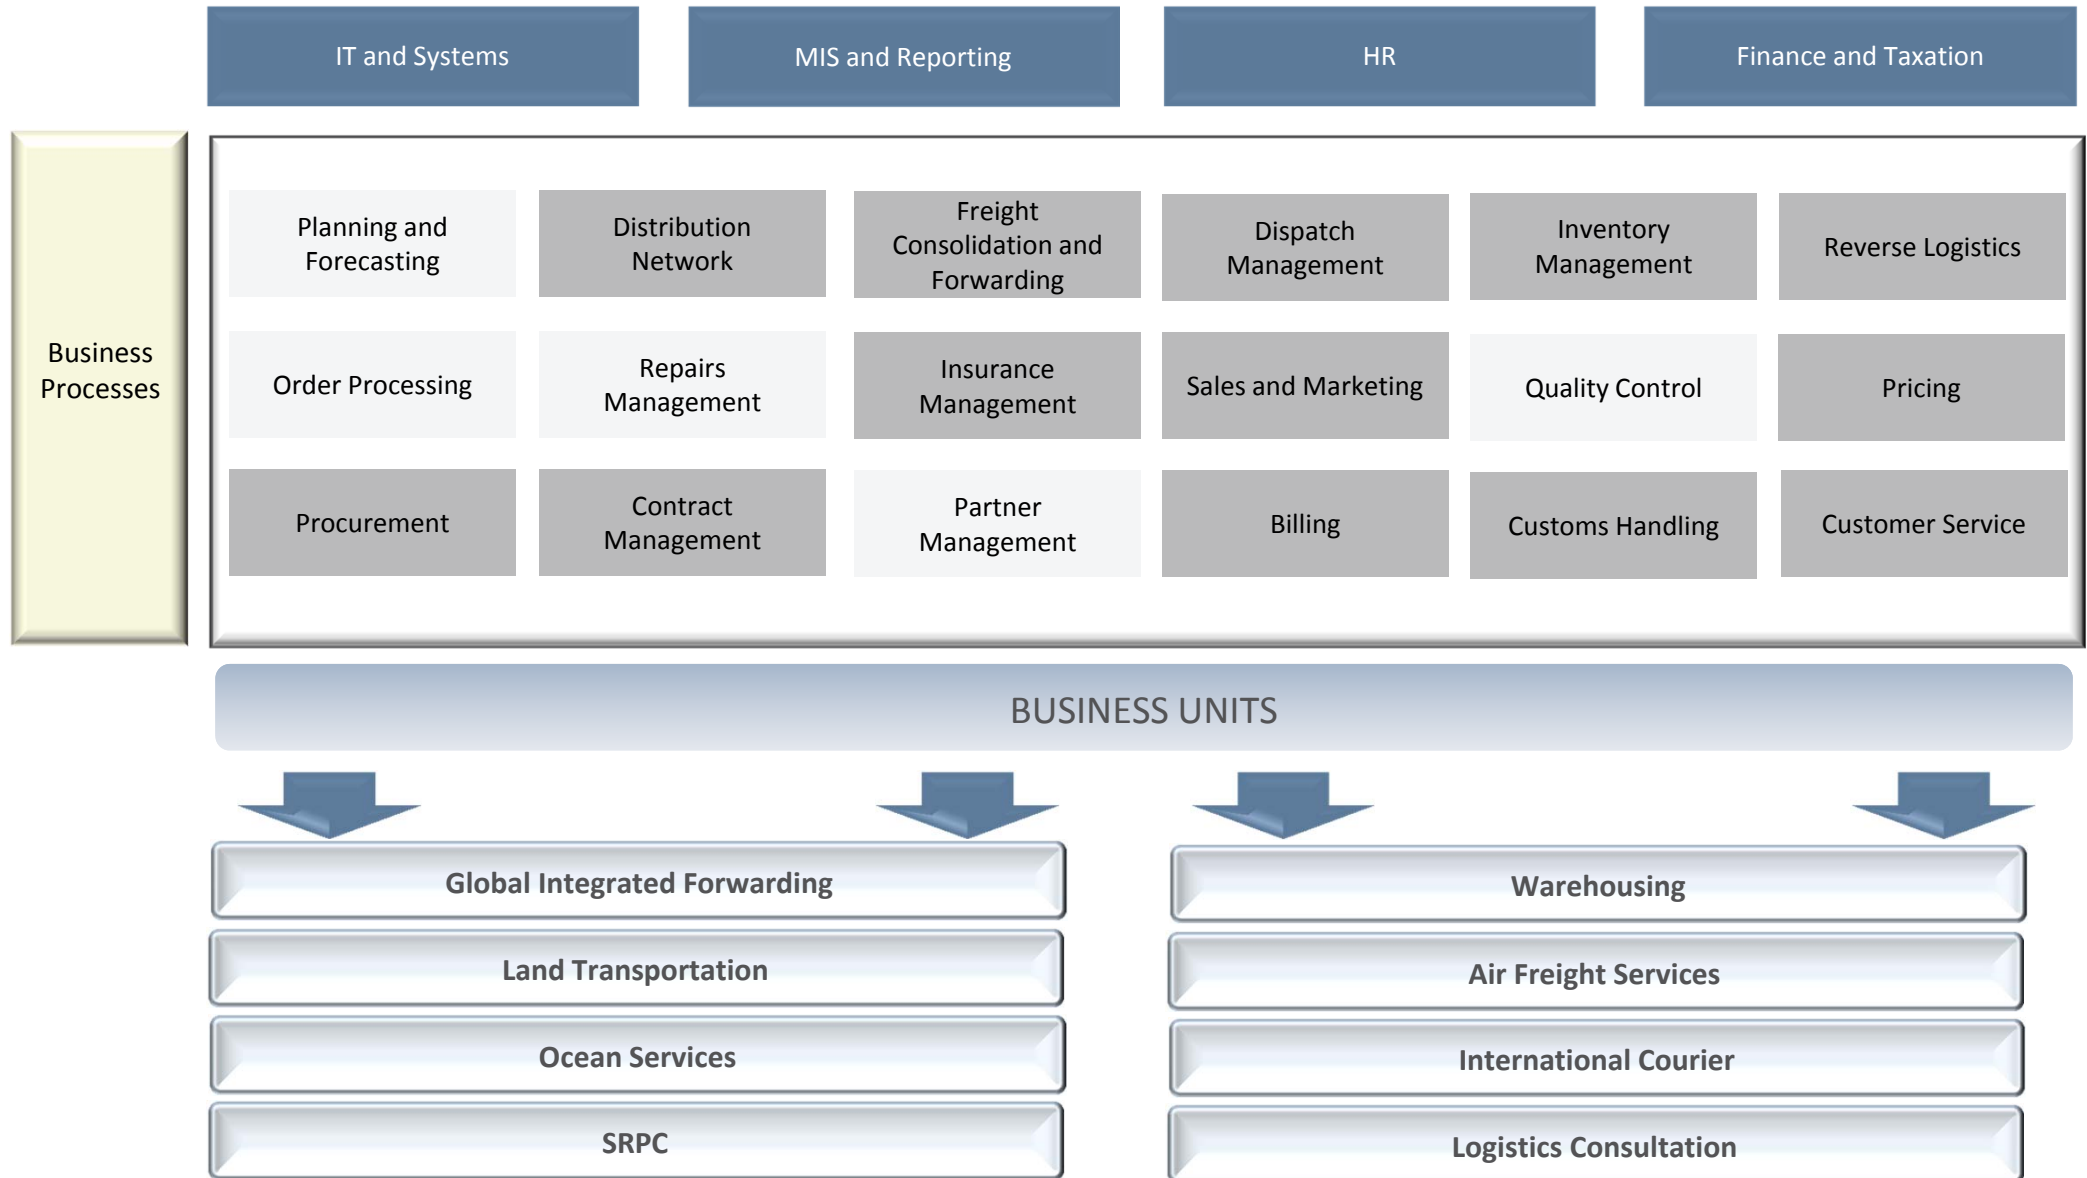 IT and Systems
MIS and Reporting
HR
Finance and Taxation
Business
Processes
Planning and
Forecasting
Distribution
Network
Freight
Consolidation and
Forwarding
Dispatch
Management
Inventory
Management
Reverse Logistics
Order Processing
Repairs
Management
Insurance
Management
Sales and Marketing
Quality Control
Pricing
Procurement
Contract
Management
Partner
Management
Billing
Customs Handling
Customer Service
BUSINESS UNITS
Global Integrated Forwarding
Land Transportation
Ocean Services
SRPC
Warehousing
Air Freight Services
International Courier
Logistics Consultation